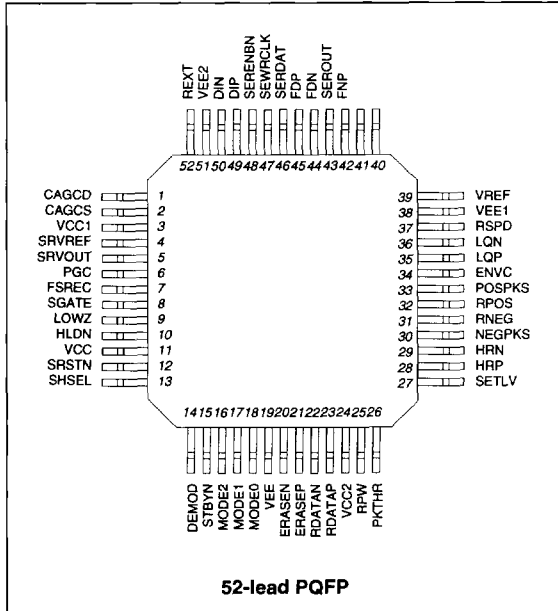 REXT
VEE2
DIN
DIP
SERENBN
SEWRCLK
SERDAT
FDP
FDN
SEROUT
FNP
52 51 50 49 48 47 46 45 44 43 42 41 40
CAGCD 1
CAGCS 2
VCC1 3
SRVREF 4
SRVOUT 5
PGC 6
FSREC 7
SGATE 8
LOWZ 9
HLDN 10
VCC 11
SRSTN 12
SHSEL 13
39 VREF
38 VEE1
37 RSPD
36 LQN
35 LQP
34 ENVC
33 POSPKS
32 RPOS
31 RNEG
30 NEGPKS
29 HRN
28 HRP
27 SETLV
14 15 16 17 18 19 20 21 22 23 24 25 26
DEMOD
STBYN
MODE2
MODE1
MODE0
VEE
ERASEN
ERASEP
RDATAN
RDATAP
VCC2
RPW
PKTHR
52-lead PQFP